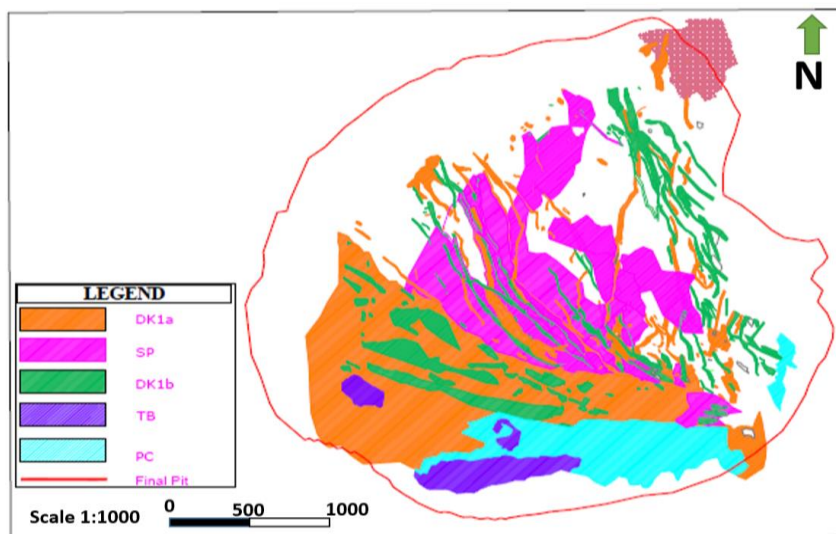 N
LEGEND
DK1a
SP
DK1b
TB
PC
Final Pit
Scale 1:1000
0 500 1000